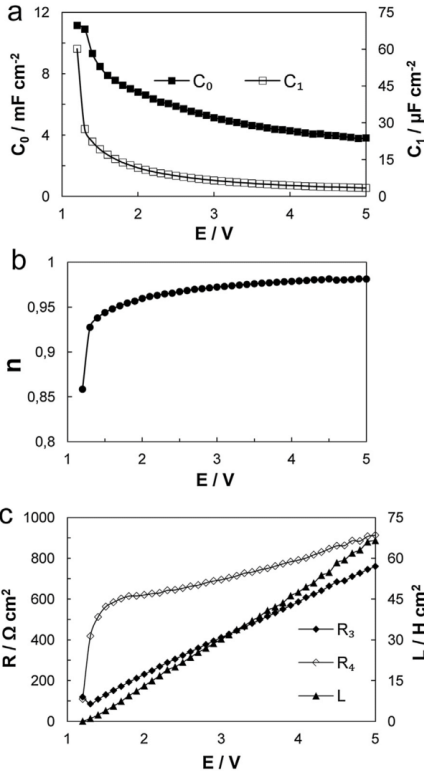 a
12
8
4
0
C₀ / mF cm⁻²
C₀
C₁
75
60
45
30
15
0
C₁ / µF cm⁻²
1 2 3 4 5
E / V
b
1
0,95
0,9
0,85
0,8
n
1 2 3 4 5
E / V
c
1000
800
600
400
200
0
R / Ω cm²
R₃
R₄
L
75
60
45
30
15
0
L / H cm²
1 2 3 4 5
E / V